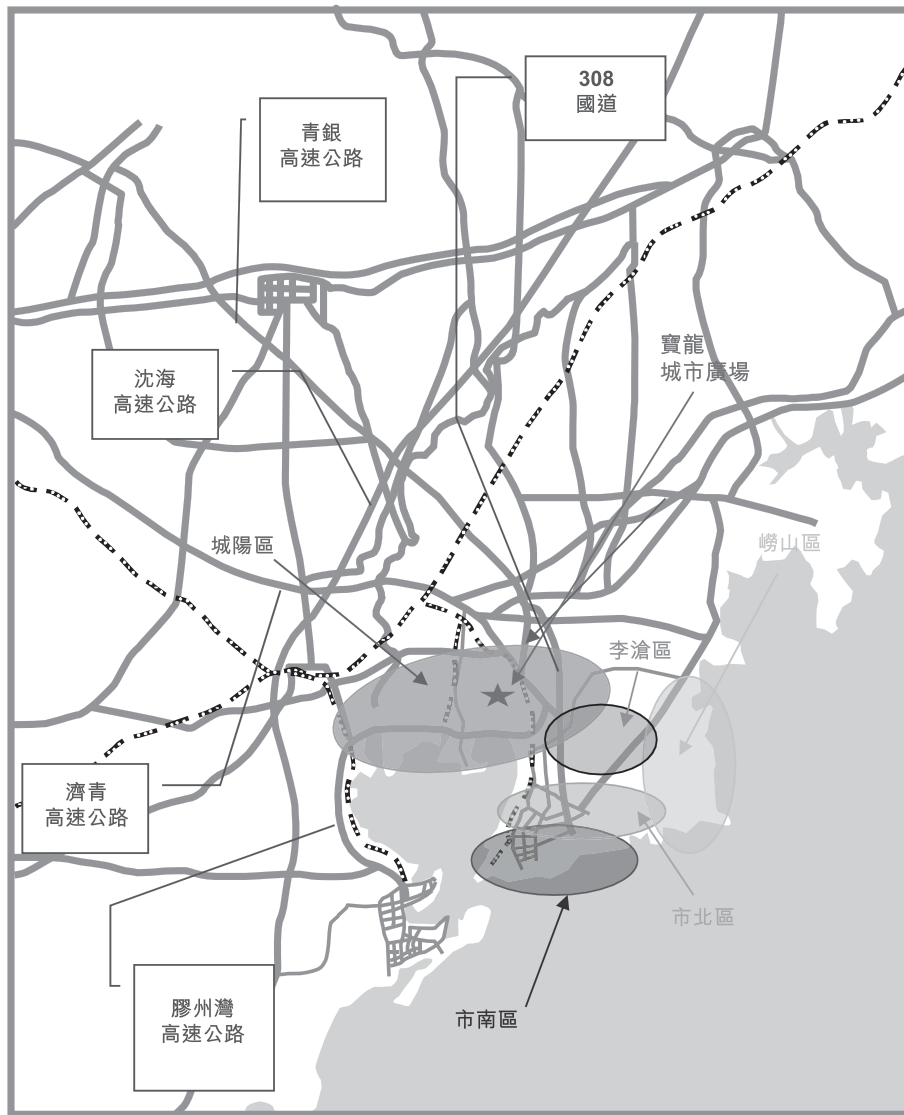 308
國道
青銀
高速公路
寶龍
城市廣場
沈海
高速公路
城陽區
嶗山區
李滄區
濟青
高速公路
市北區
膠州灣
高速公路
市南區